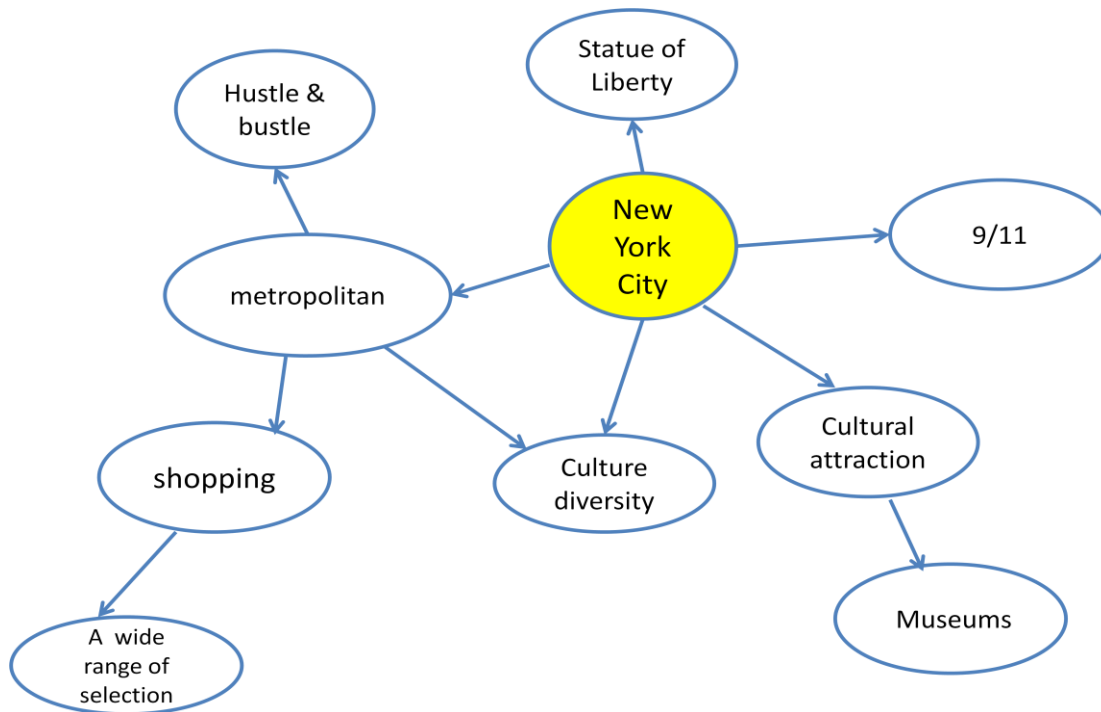 Statue of
Liberty
Hustle &
bustle
New
York
City
9/11
metropolitan
Cultural
attraction
shopping
Culture
diversity
Museums
A wide
range of
selection